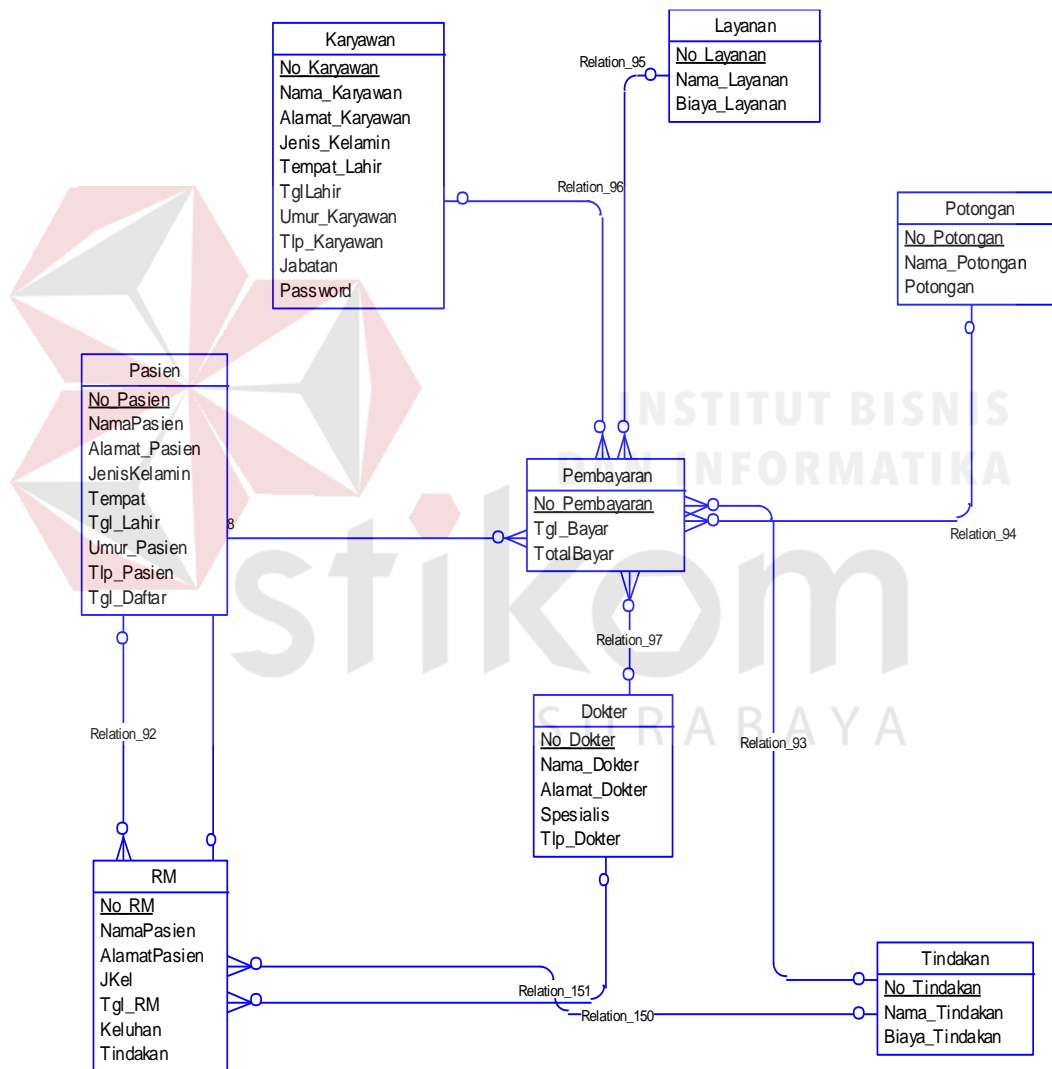 Karyawan
No_Karyawan
Nama_Karyawan
Alamat_Karyawan
Jenis_Kelamin
Tempat_Lahir
TglLahir
Umur_Karyawan
Tlp_Karyawan
Jabatan
Password
Layanan
No_Layanan
Nama_Layanan
Biaya_Layanan
Relation_95
Relation_96
Potongan
No_Potongan
Nama_Potongan
Potongan
Pasien
No_Pasien
NamaPasien
Alamat_Pasien
JenisKelamin
Tempat
Tgl_Lahir
Umur_Pasien
Tlp_Pasien
Tgl_Daftar
8
INSTITUT BISNIS
DAN INFORMATIKA
stikom
SURABAYA
Pembayaran
No_Pembayaran
Tgl_Bayar
TotalBayar
Relation_94
Relation_97
Relation_92
Relation_93
Dokter
No_Dokter
Nama_Dokter
Alamat_Dokter
Spesialis
Tlp_Dokter
RM
No_RM
NamaPasien
AlamatPasien
JKel
Tgl_RM
Keluhan
Tindakan
Relation_151
Relation_150
Tindakan
No_Tindakan
Nama_Tindakan
Biaya_Tindakan